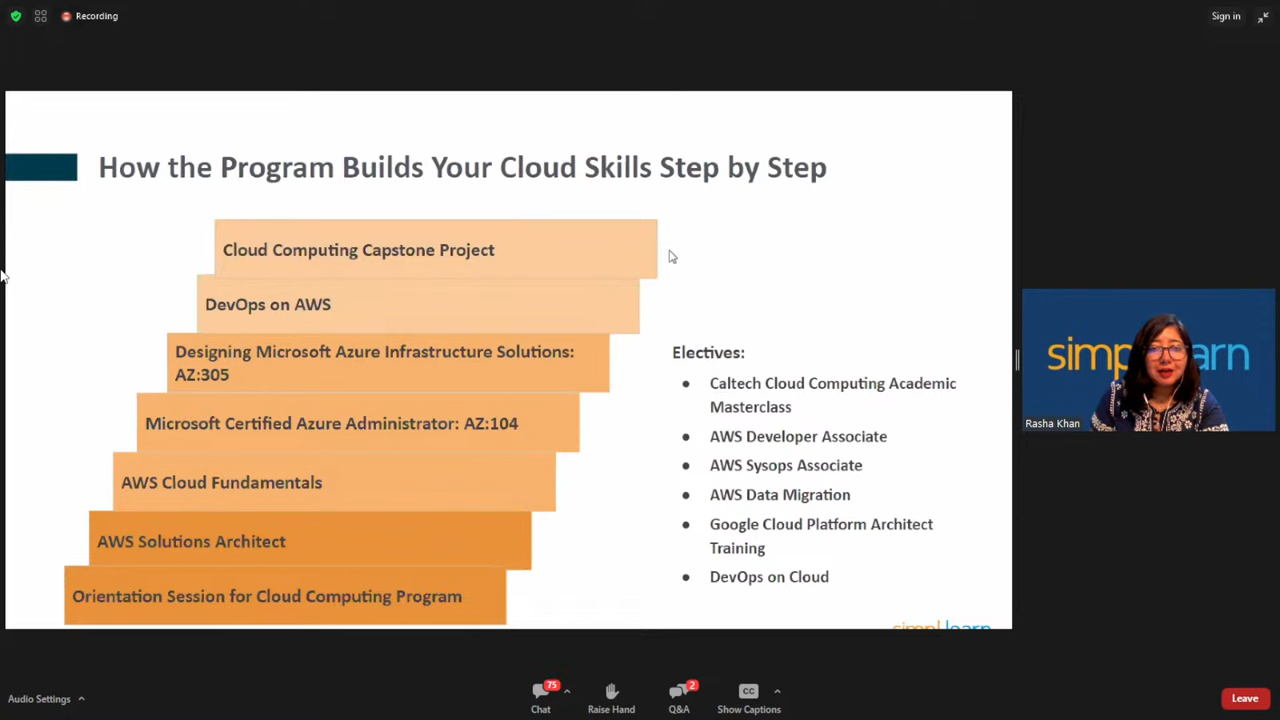 Recording
Sign in
How the Program Builds Your Cloud Skills Step by Step
Cloud Computing Capstone Project
DevOps on AWS
Designing Microsoft Azure Infrastructure Solutions:
AZ:305
Microsoft Certified Azure Administrator: AZ:104
AWS Cloud Fundamentals
AWS Solutions Architect
Orientation Session for Cloud Computing Program
Electives:
● Caltech Cloud Computing Academic
Masterclass
● AWS Developer Associate
● AWS Sysops Associate
● AWS Data Migration
● Google Cloud Platform Architect
Training
● DevOps on Cloud
Rasha Khan
Audio Settings
75
Chat
Raise Hand
2
Q&A
CC
Show Captions
Leave